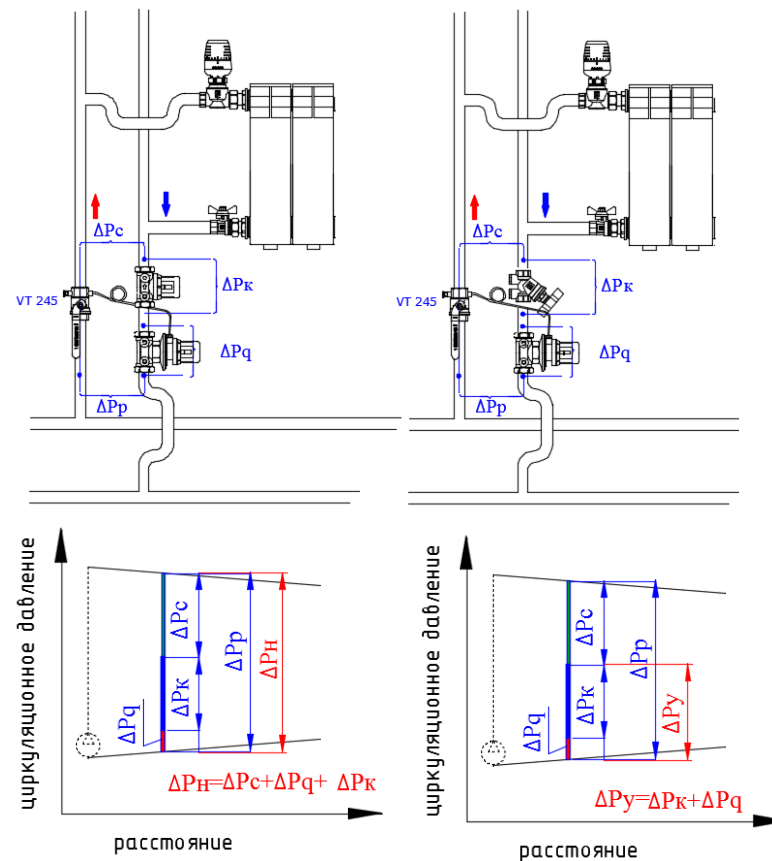 ΔPc
ΔPк
VT 245
ΔPq
ΔPp
ΔPc
ΔPк
VT 245
ΔPq
ΔPp
циркуляционное давление
ΔPc
ΔPp
ΔPн
ΔPк
ΔPq
ΔPн=ΔPc+ΔPq+ ΔPк
расстояние
циркуляционное давление
ΔPc
ΔPp
ΔPк
ΔPу
ΔPq
ΔPу=ΔPк+ΔPq
расстояние